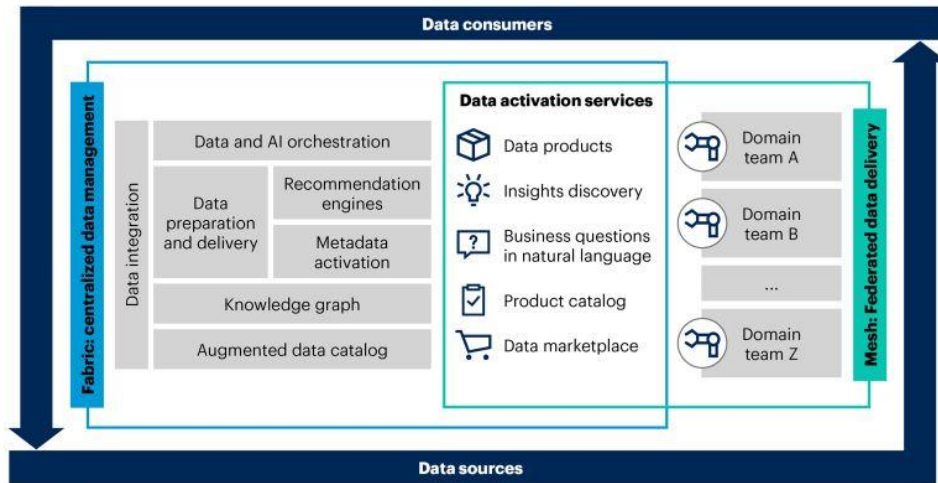 Data consumers
Fabric: centralized data management
Data integration
Data and AI orchestration
Data
preparation
and delivery
Recommendation
engines
Metadata
activation
Knowledge graph
Augmented data catalog
Data activation services
Data products
Insights discovery
?
Business questions
in natural language
Product catalog
Data marketplace
Domain
team A
Domain
team B
...
Domain
team Z
Mesh: Federated data delivery
Data sources